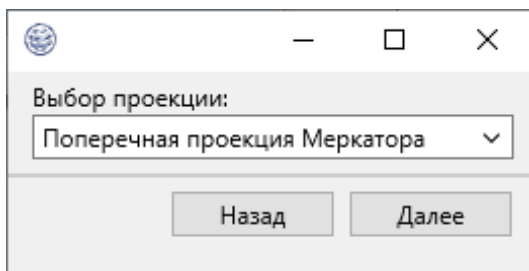 Выбор проекции:
Поперечная проекция Меркатора
Назад
Далее